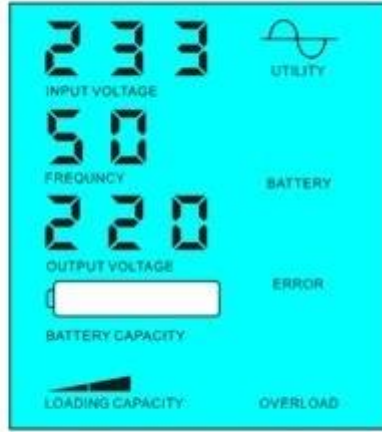 233
UTILITY
INPUT VOLTAGE
50
FREQUNCY
BATTERY
220
OUTPUT VOLTAGE
ERROR
BATTERY CAPACITY
LOADING CAPACITY
OVERLOAD